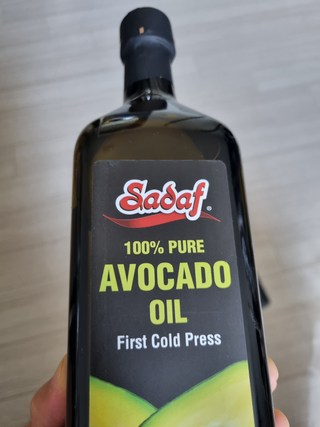 Sadaf®
100% PURE
AVOCADO
OIL
First Cold Press